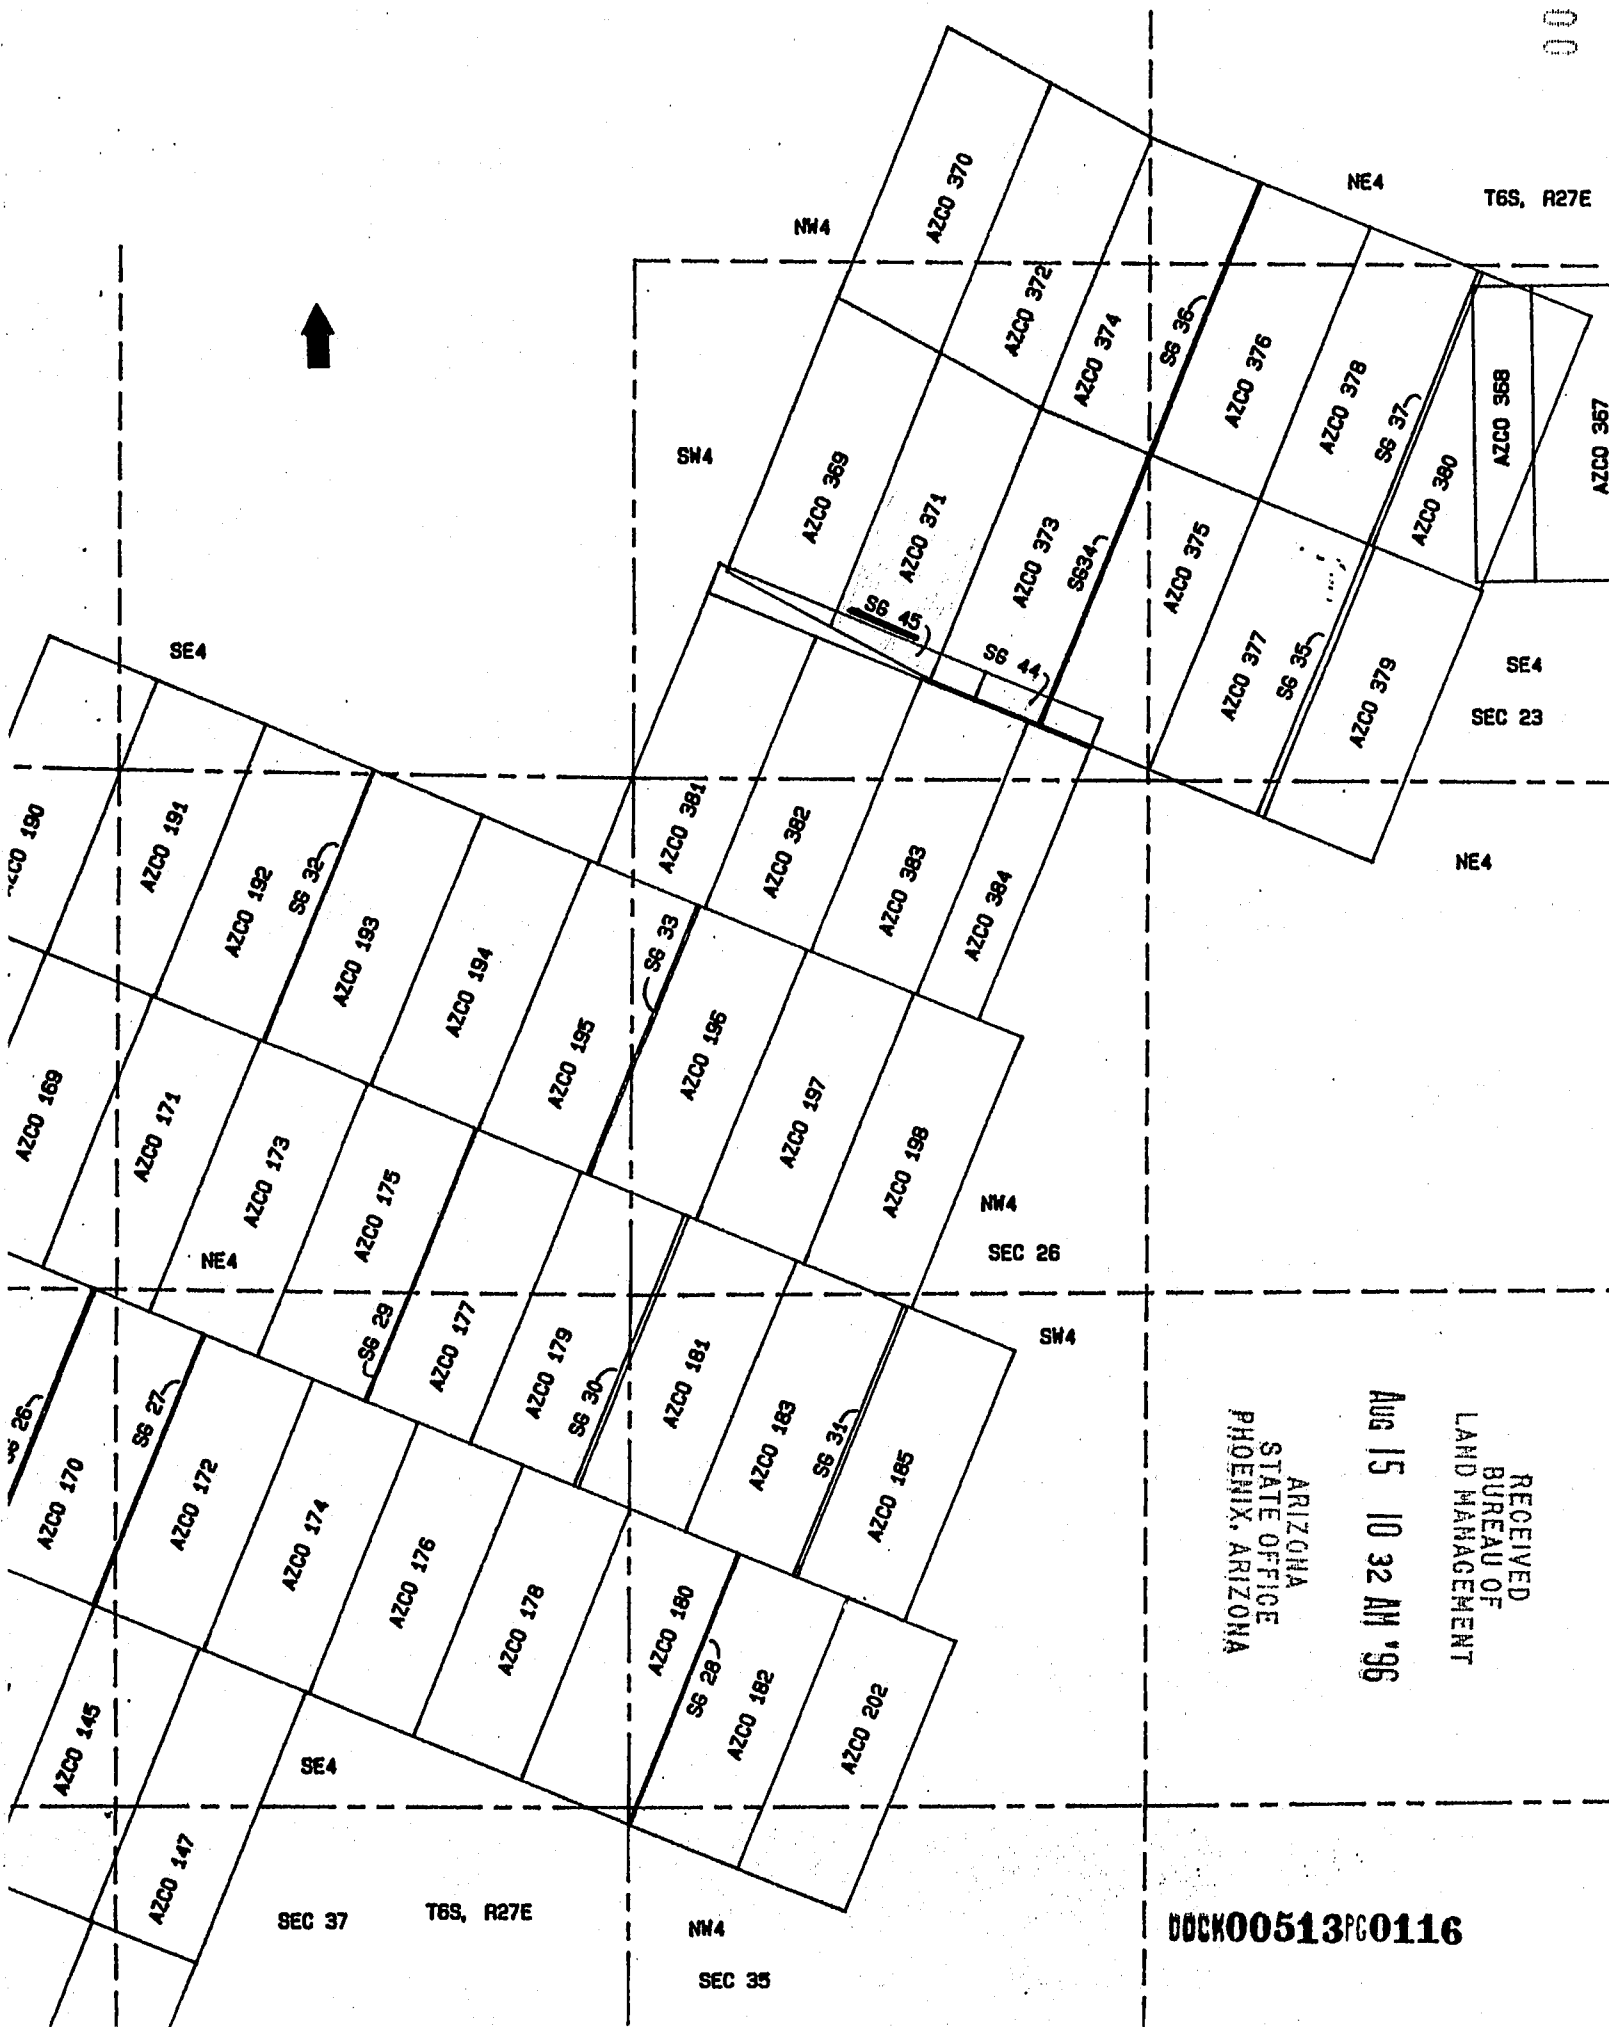 NE4
T6S, R27E
NW4
AZCO 370
AZCO 372
AZCO 374
SG 36
AZCO 376
AZCO 378
SG 37
AZCO 380
AZCO 368
AZCO 367
SW4
AZCO 369
AZCO 371
AZCO 373
SG34
AZCO 375
AZCO 377
SG 35
AZCO 379
SG 45
SG 44
SE4
SEC 23
SE4
AZCO 190
AZCO 191
AZCO 192
SG 32
AZCO 193
AZCO 194
AZCO 195
SG 33
AZCO 381
AZCO 382
AZCO 383
AZCO 384
NE4
AZCO 196
AZCO 197
AZCO 198
AZCO 169
AZCO 171
AZCO 173
AZCO 175
NE4
NW4
SEC 26
SG 29
AZCO 177
AZCO 179
SG 30
AZCO 181
AZCO 183
SG 31
AZCO 185
SW4
SG 26
AZCO 170
SG 27
AZCO 172
AZCO 174
AZCO 176
AZCO 178
AZCO 180
SG 28
AZCO 182
AZCO 202
AZCO 145
AZCO 147
SE4
SEC 37
T6S, R27E
NW4
SEC 35
RECEIVED
BUREAU OF
LAND MANAGEMENT
AUG 15 10 32 AM '96
ARIZONA
STATE OFFICE
PHOENIX, ARIZONA
DOCK00513PG0116